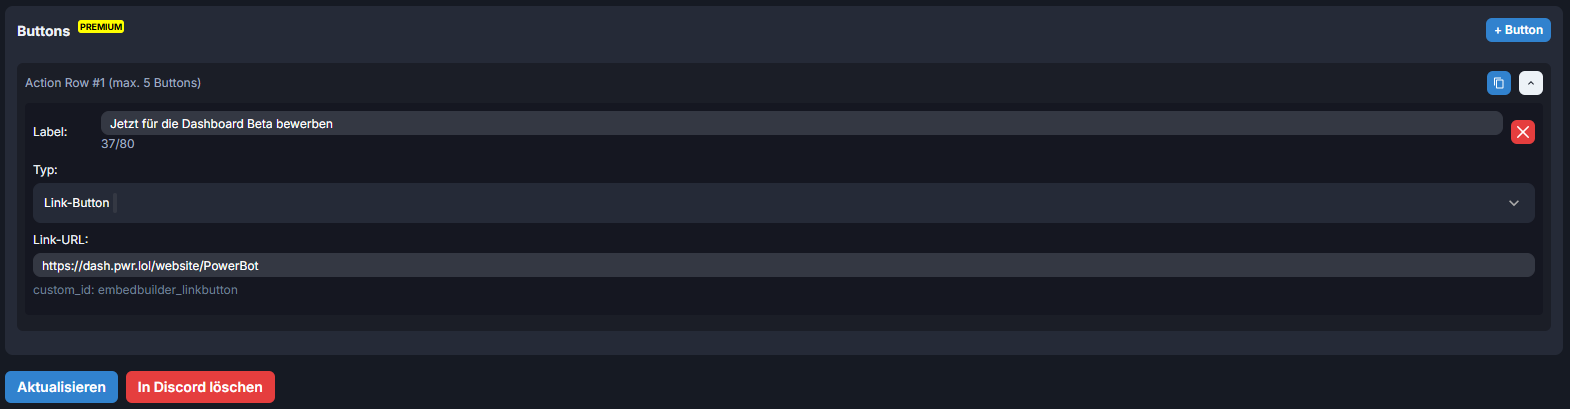 Buttons PREMIUM
+ Button
Action Row #1 (max. 5 Buttons)
Label:
Jetzt für die Dashboard Beta bewerben
37/80
Typ:
Link-Button
Link-URL:
https://dash.pwr.lol/website/PowerBot
custom_id: embedbuilder_linkbutton
Aktualisieren
In Discord löschen